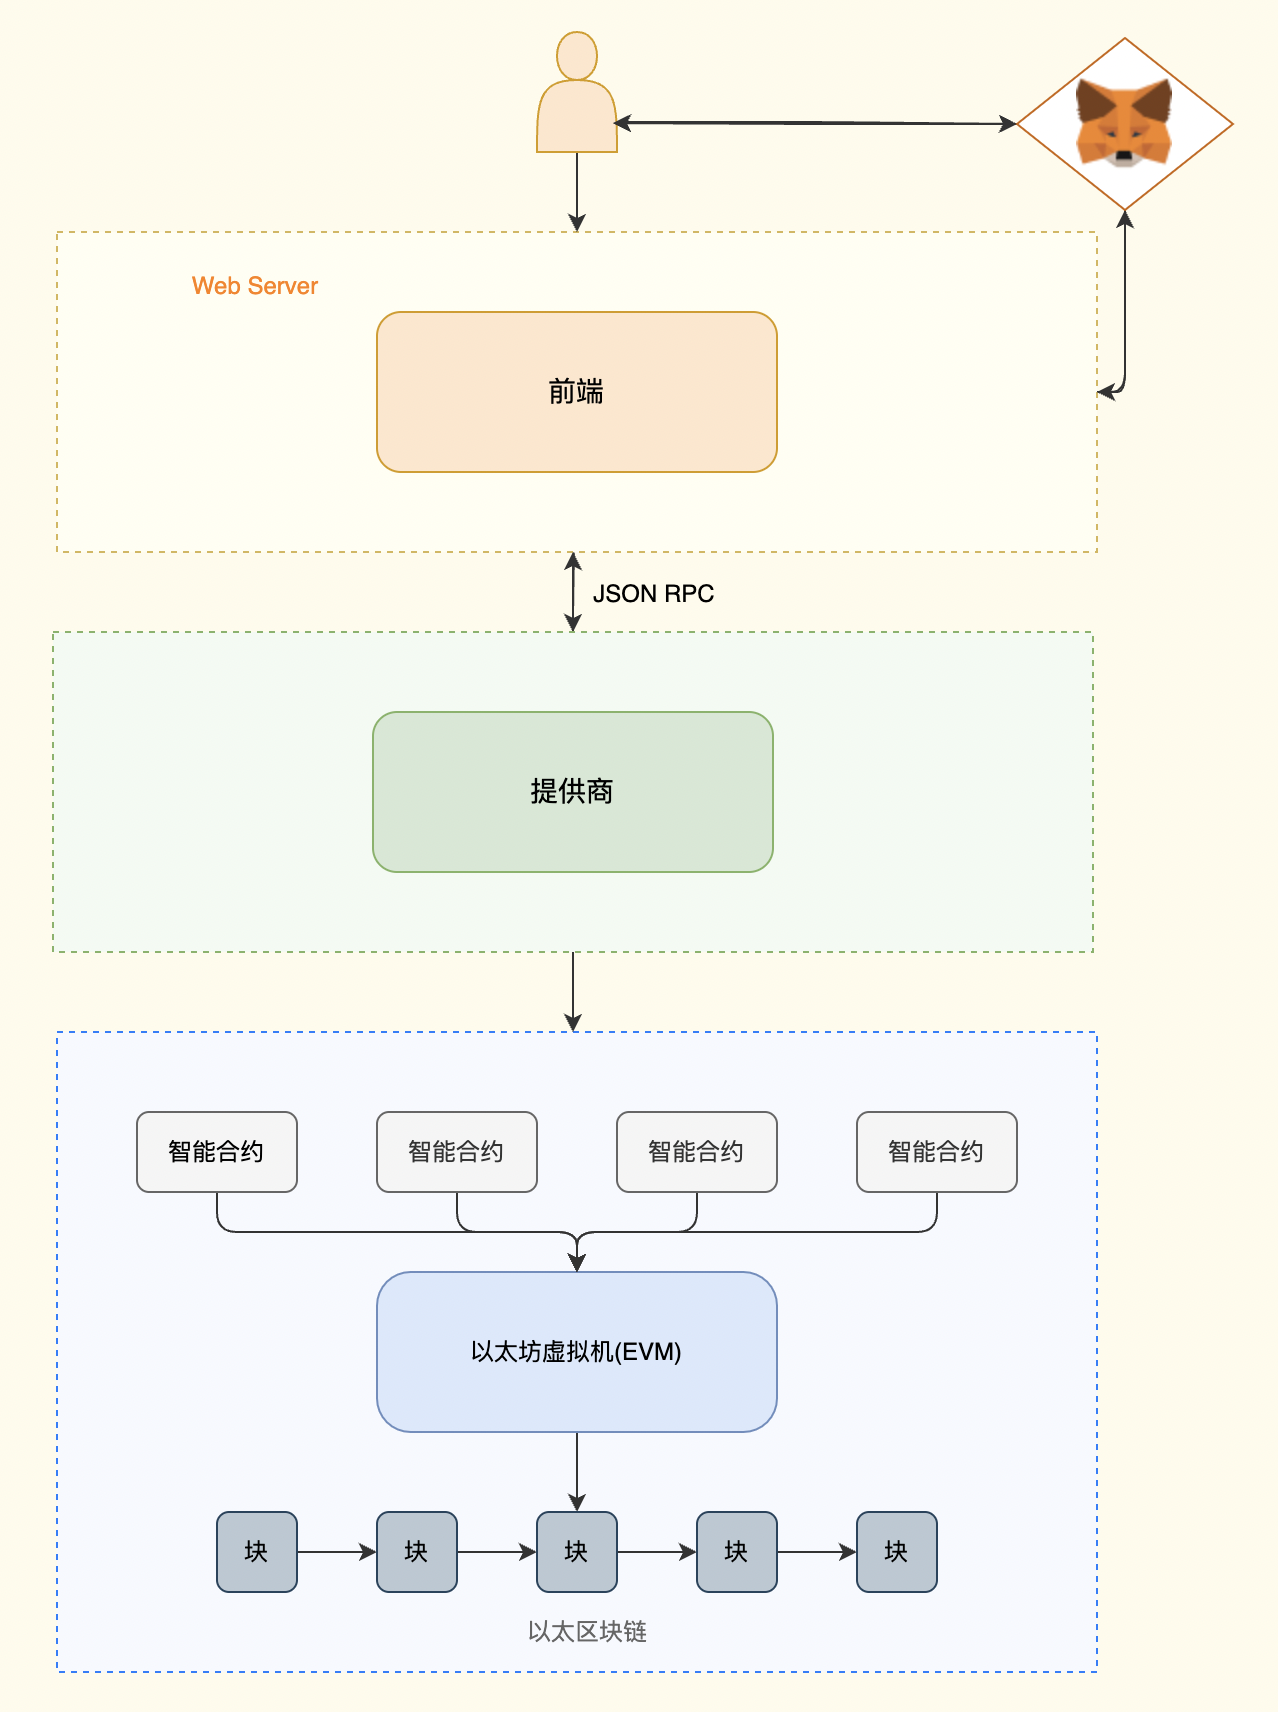 Web Server
前端
JSON RPC
提供商
智能合约
智能合约
智能合约
智能合约
以太坊虚拟机(EVM)
块
块
块
块
块
以太区块链